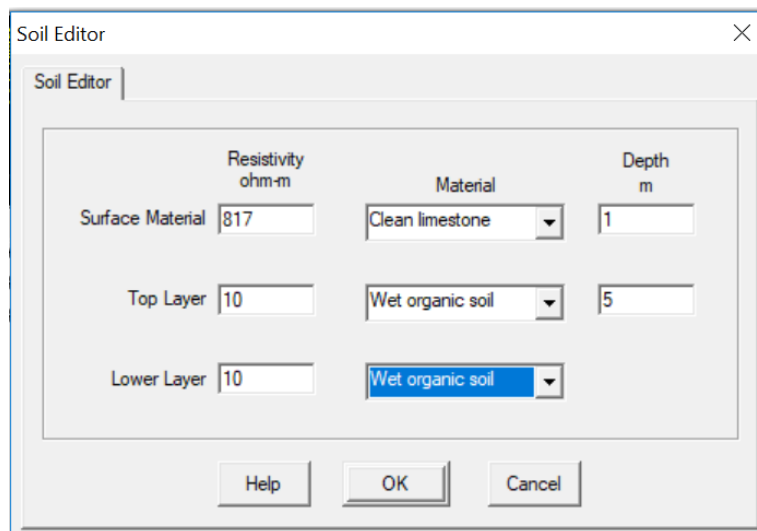 Soil Editor
Soil Editor
Resistivity
ohm-m
Material
Depth
m
Surface Material 817 Clean limestone 1
Top Layer 10 Wet organic soil 5
Lower Layer 10 Wet organic soil
Help OK Cancel